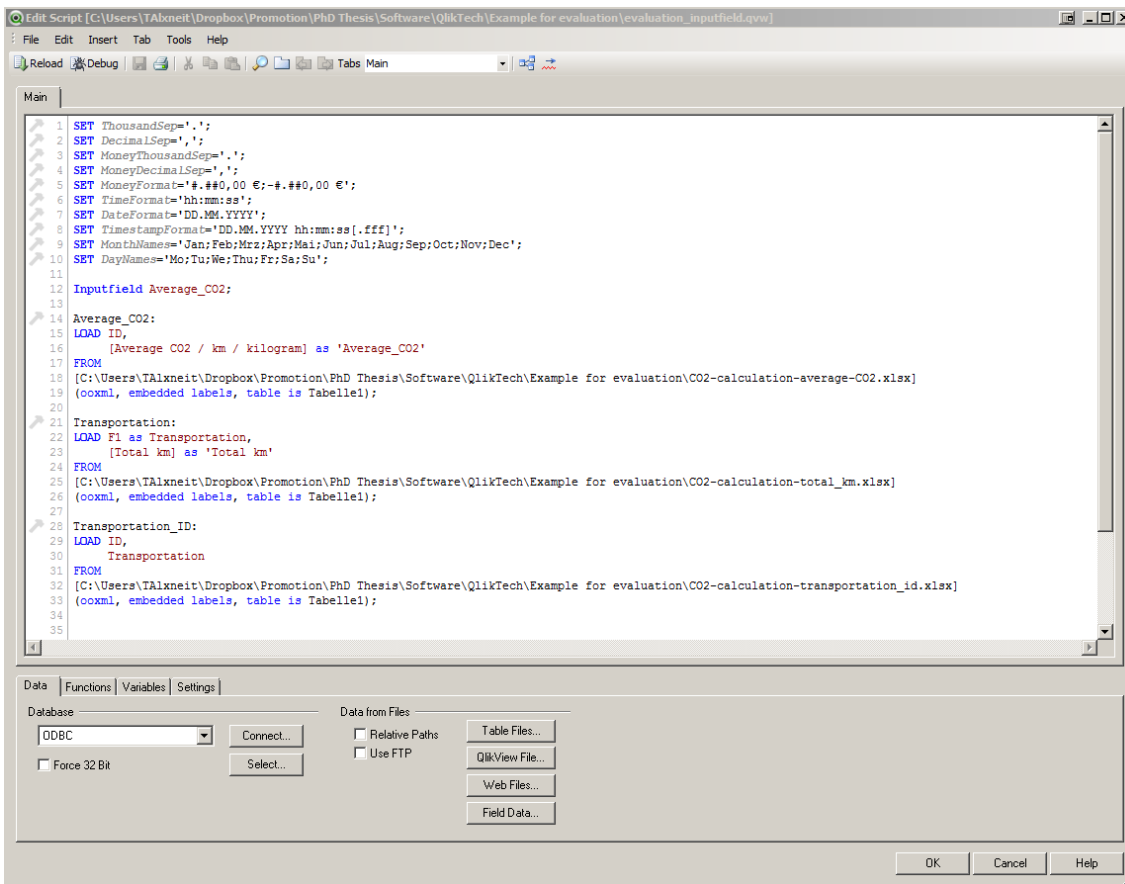 Edit Script [C:\Users\TAlxneit\Dropbox\Promotion\PhD Thesis\Software\QlikTech\Example for evaluation\evaluation_inputfield.qvw]
File Edit Insert Tab Tools Help
Reload Debug Tabs Main
Main
1 SET ThousandSep='.';
2 SET DecimalSep=',';
3 SET MoneyThousandSep='.';
4 SET MoneyDecimalSep=',';
5 SET MoneyFormat='#.##0,00 €;-#.##0,00 €';
6 SET TimeFormat='hh:mm:ss';
7 SET DateFormat='DD.MM.YYYY';
8 SET TimestampFormat='DD.MM.YYYY hh:mm:ss[.fff]';
9 SET MonthNames='Jan;Feb;Mrz;Apr;Mai;Jun;Jul;Aug;Sep;Oct;Nov;Dec';
10 SET DayNames='Mo;Tu;We;Thu;Fr;Sa;Su';
11
12 Inputfield Average_CO2;
13
14 Average_CO2:
15 LOAD ID,
16 [Average CO2 / km / kilogram] as 'Average_CO2'
17 FROM
18 [C:\Users\TAlxneit\Dropbox\Promotion\PhD Thesis\Software\QlikTech\Example for evaluation\CO2-calculation-average-CO2.xlsx]
19 (ooxml, embedded labels, table is Tabelle1);
20
21 Transportation:
22 LOAD F1 as Transportation,
23 [Total km] as 'Total km'
24 FROM
25 [C:\Users\TAlxneit\Dropbox\Promotion\PhD Thesis\Software\QlikTech\Example for evaluation\CO2-calculation-total_km.xlsx]
26 (ooxml, embedded labels, table is Tabelle1);
27
28 Transportation_ID:
29 LOAD ID,
30 Transportation
31 FROM
32 [C:\Users\TAlxneit\Dropbox\Promotion\PhD Thesis\Software\QlikTech\Example for evaluation\CO2-calculation-transportation_id.xlsx]
33 (ooxml, embedded labels, table is Tabelle1);
34
35
Data Functions Variables Settings
Database Data from Files
ODBC Connect... Relative Paths Table Files...
Use FTP QlikView File...
Force 32 Bit Select...
Web Files...
Field Data...
OK Cancel Help